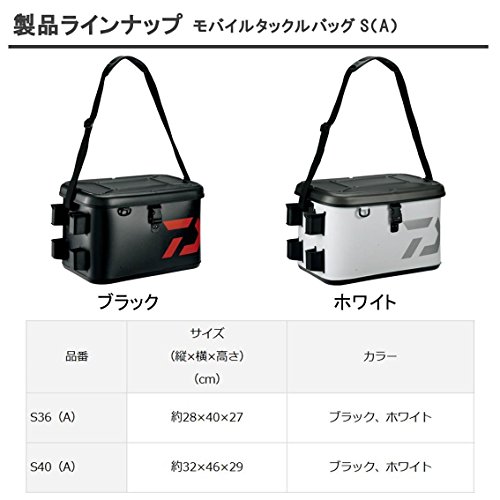 製品ラインナップ モバイルタックルバッグ S（A）
ブラック
ホワイト
品番
サイズ
（縦×横×高さ）
（cm）
カラー
S36（A）
約28×40×27
ブラック、ホワイト
S40（A）
約32×46×29
ブラック、ホワイト